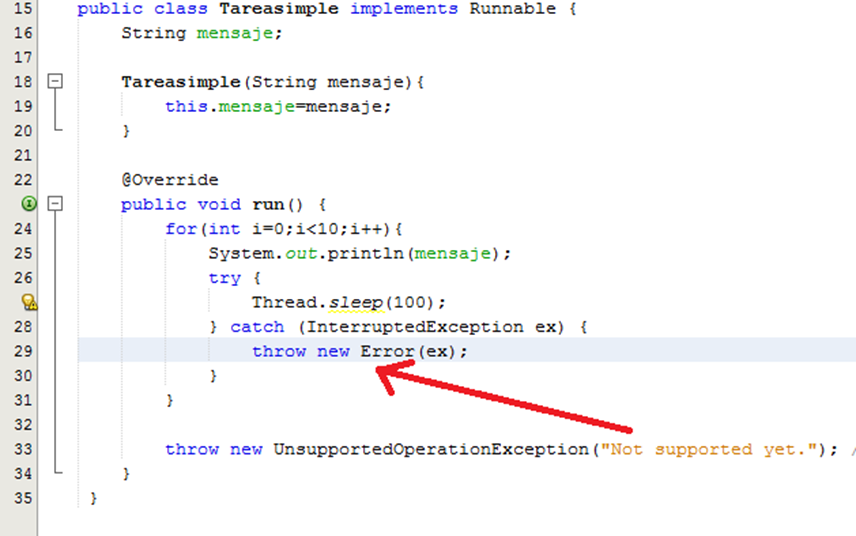 15 public class Tareasimple implements Runnable {
16 String mensaje;
17
18 Tareasimple(String mensaje){
19 this.mensaje=mensaje;
20 }
21
22 @Override
public void run() {
24 for(int i=0;i<10;i++){
25 System.out.println(mensaje);
26 try {
Thread.sleep(100);
28 } catch (InterruptedException ex) {
29 throw new Error(ex);
30 }
31 }
32
33 throw new UnsupportedOperationException("Not supported yet."); /
34 }
35 }